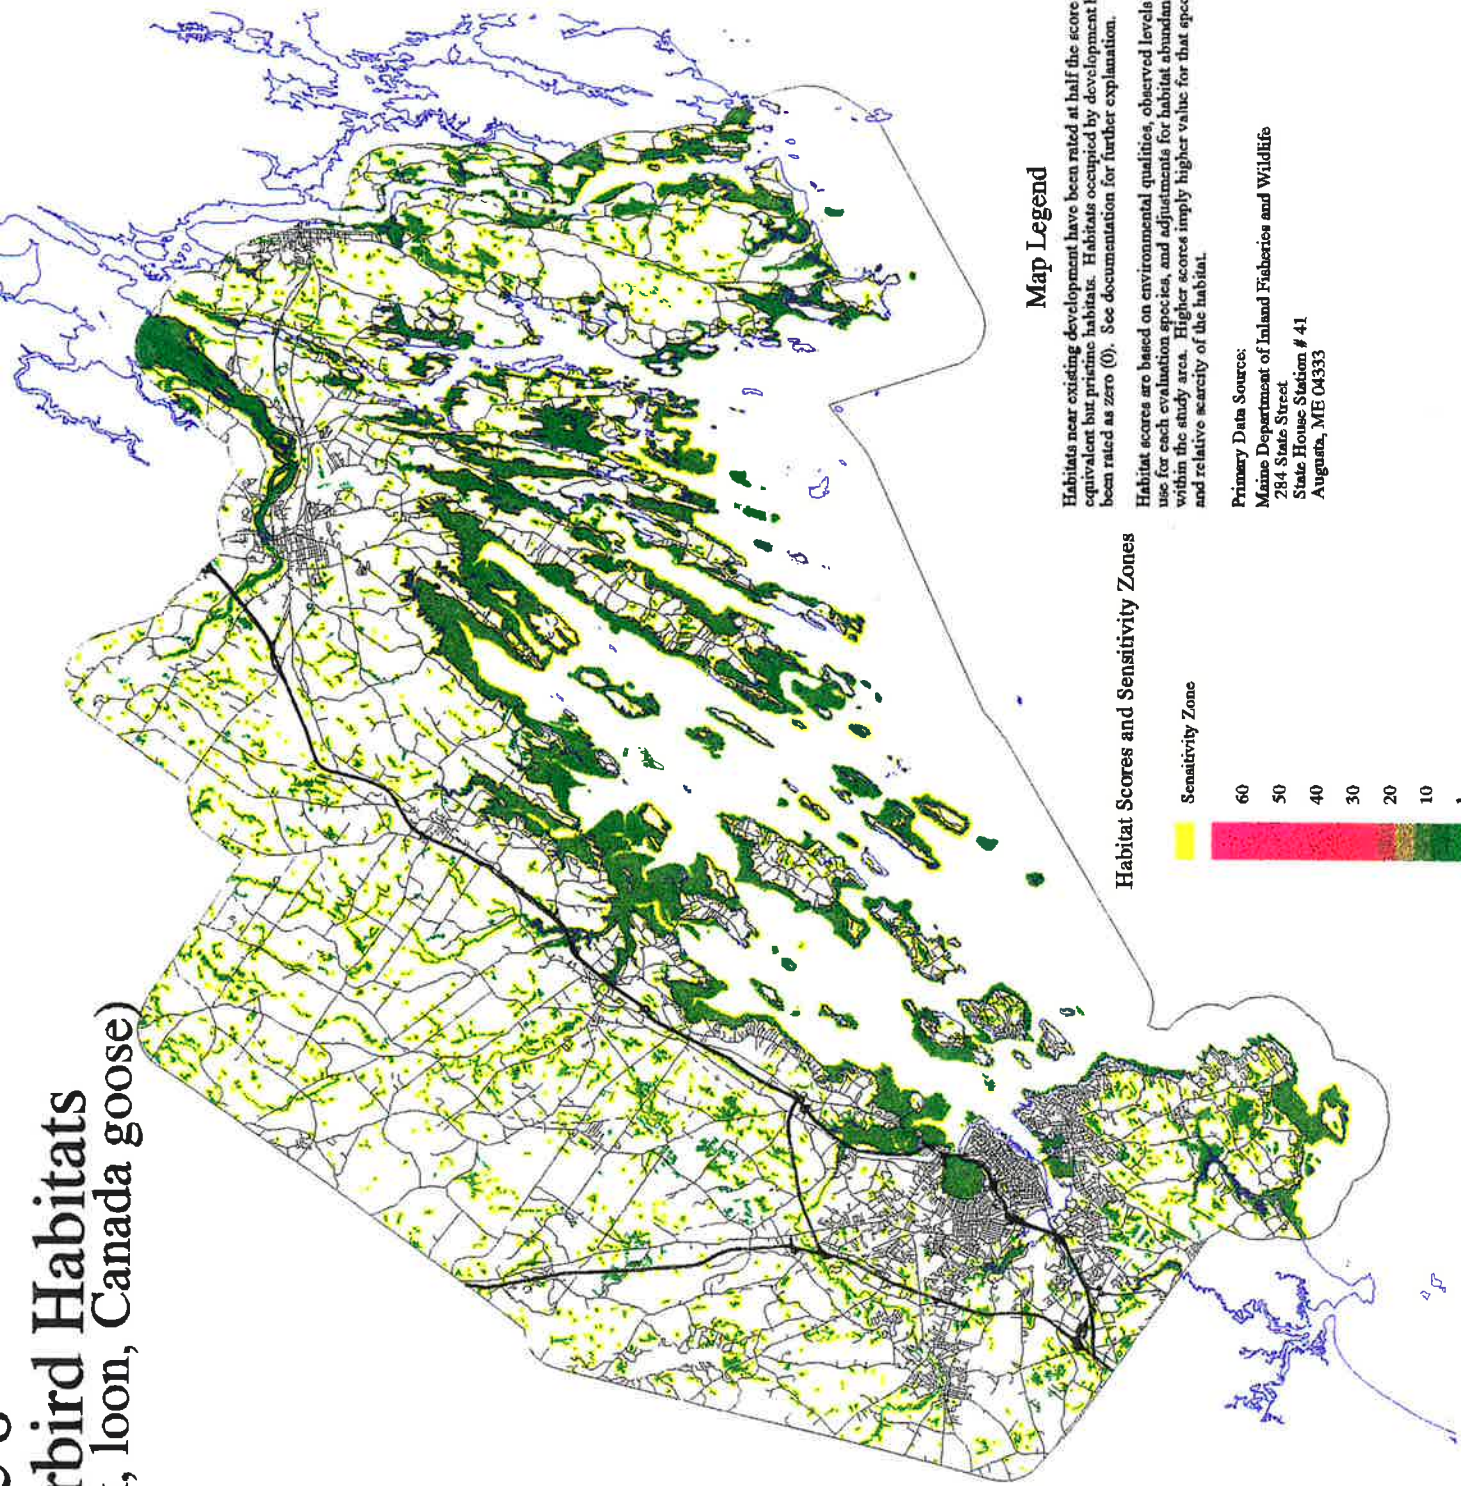 rbird Habitats
, loon, Canada goose)
Map Legend
Habitats near existing development have been rated at half the score
equivalent but pristine habitats. Habitats occupied by development
been rated as zero (0). See documentation for further explanation.
Habitat scores are based on environmental qualities, observed levels
use for each evaluation species, and adjustments for habitat abundan
within the study area. Higher scores imply higher value for that spec
and relative scarcity of the habitat.
Primary Data Source:
Maine Department of Inland Fisheries and Wildlife
284 State Street
State House Station #41
Augusta, ME 04333
Habitat Scores and Sensitivity Zones
Sensitivity Zone
60
50
40
30
20
10